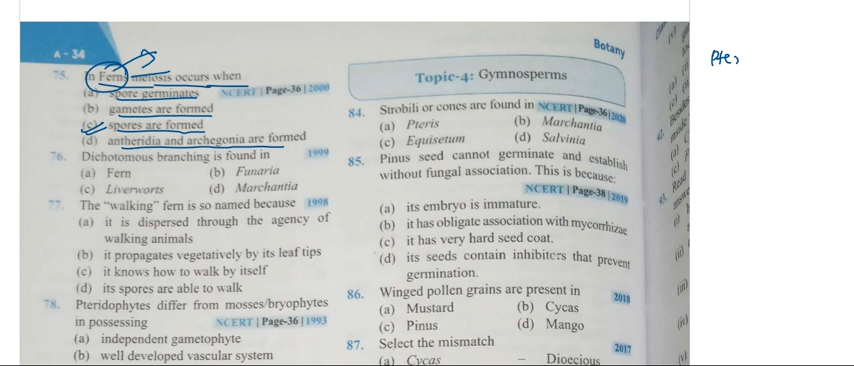 A - 34
Botany
75. In Ferns meiosis occurs when
(a) spore germinates NCERT | Page-36 | 2000
(b) gametes are formed
(c) spores are formed
(d) antheridia and archegonia are formed
76. Dichotomous branching is found in 1999
(a) Fern (b) Funaria
(c) Liverworts (d) Marchantia
77. The “walking” fern is so named because 1998
(a) it is dispersed through the agency of
walking animals
(b) it propagates vegetatively by its leaf tips
(c) it knows how to walk by itself
(d) its spores are able to walk
78. Pteridophytes differ from mosses/bryophytes
in possessing NCERT | Page-36 | 1993
(a) independent gametophyte
(b) well developed vascular system
Topic-4: Gymnosperms
84. Strobili or cones are found in NCERT | Page-36 | 2020
(a) Pteris (b) Marchantia
(c) Equisetum (d) Salvinia
85. Pinus seed cannot germinate and establish
without fungal association. This is because:
NCERT | Page-38 | 2019
(a) its embryo is immature.
(b) it has obligate association with mycorrhizae
(c) it has very hard seed coat.
(d) its seeds contain inhibitors that prevent
germination.
86. Winged pollen grains are present in 2018
(a) Mustard (b) Cycas
(c) Pinus (d) Mango
87. Select the mismatch 2017
(a) Cycas – Dioecious
Pte